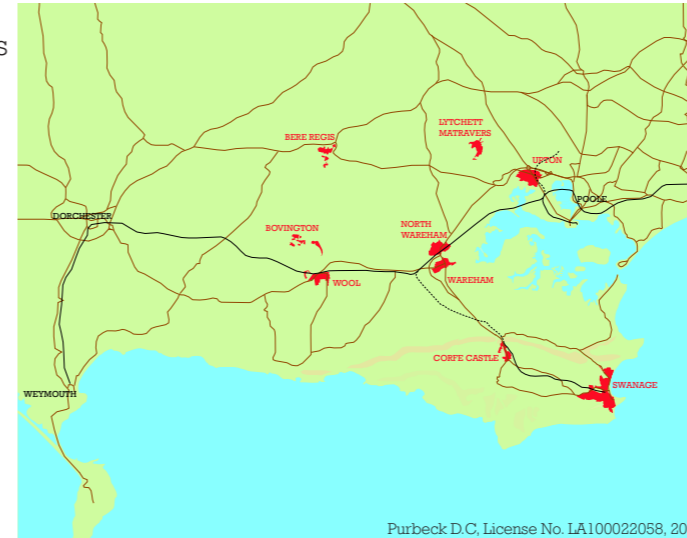 S
BERE REGIS
LYTCHETT
MATRAVERS
UPTON
POOLE
DORCHESTER
BOVINGTON
NORTH
WAREHAM
WOOL
WAREHAM
CORFE CASTLE
SWANAGE
WEYMOUTH
Purbeck D.C, License No. LA100022058, 20